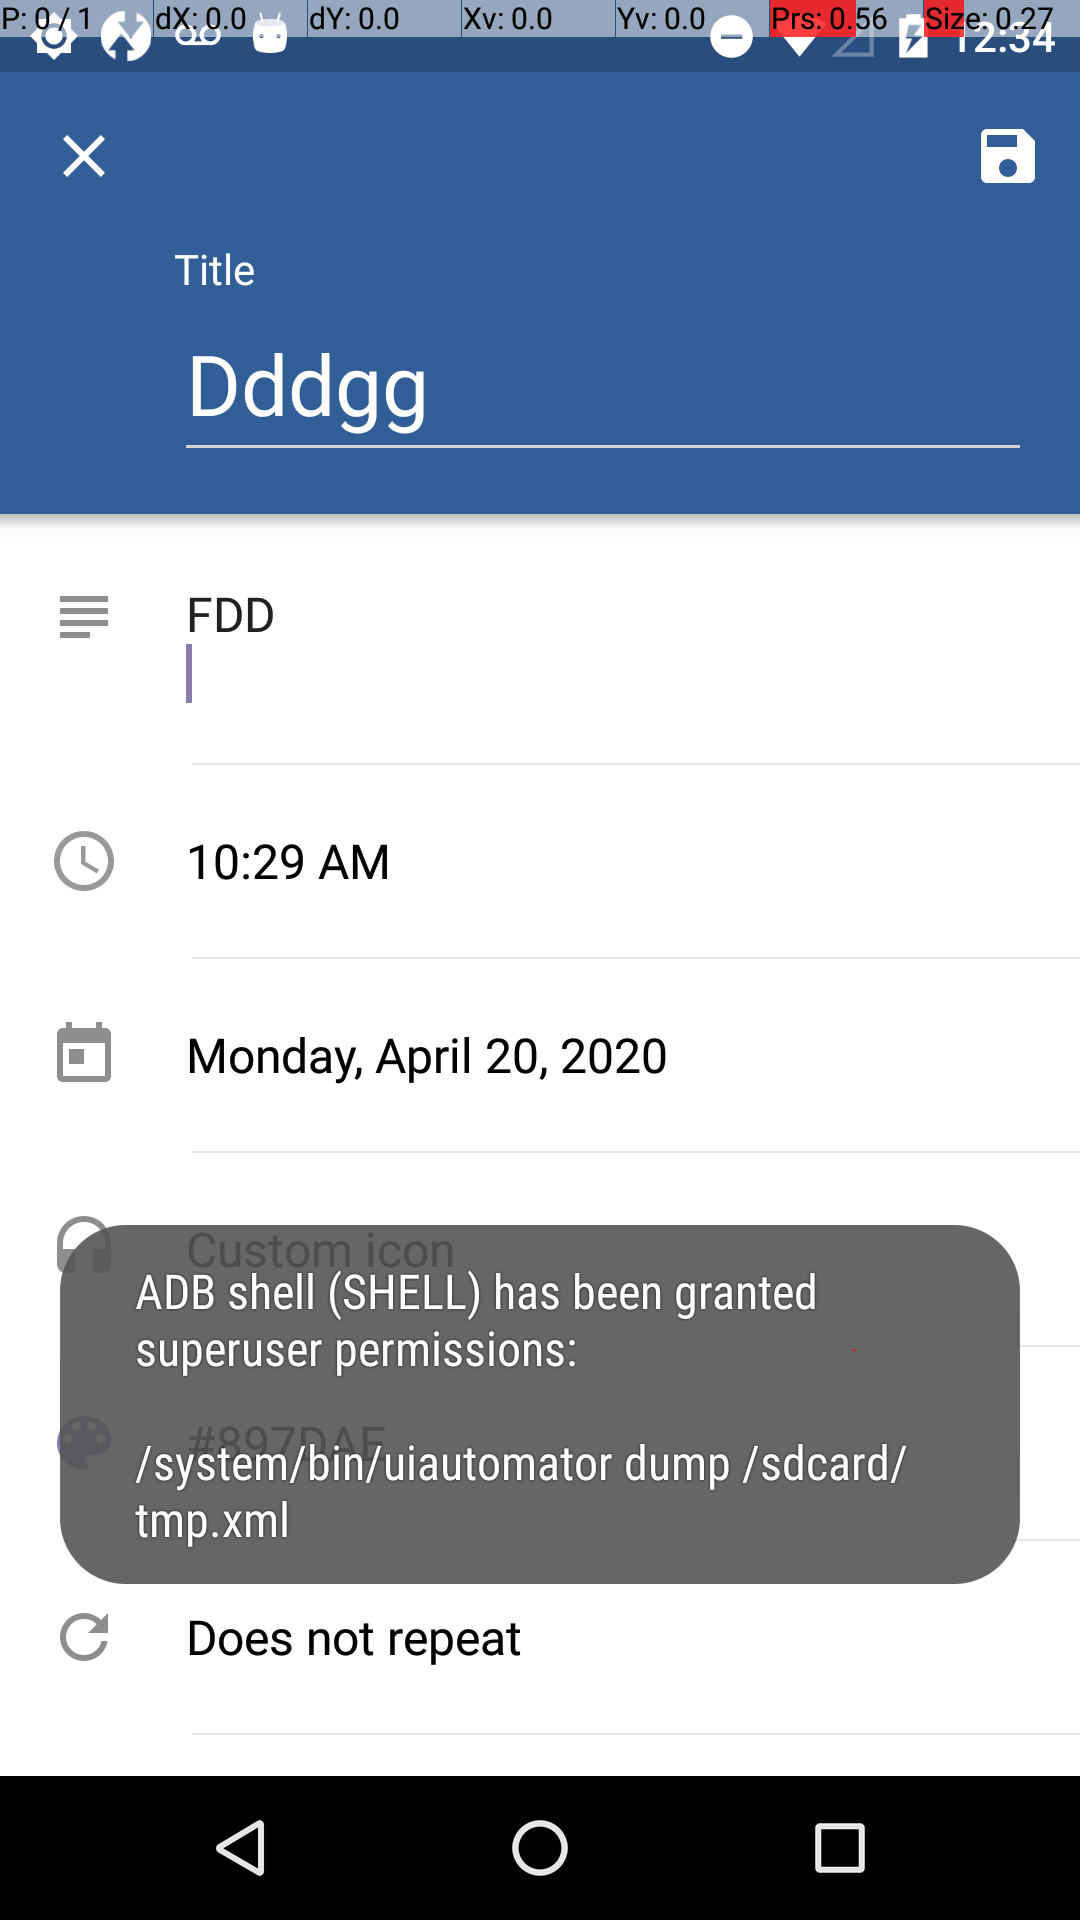 P: 0 / 1 dX: 0.0 dY: 0.0 Xv: 0.0 Yv: 0.0 Prs: 0.56 Size: 0.27
12:34
Title
Dddgg
FDD
10:29 AM
Monday, April 20, 2020
Custom icon
ADB shell (SHELL) has been granted
superuser permissions:
#897DAE
/system/bin/uiautomator dump /sdcard/
tmp.xml
Does not repeat